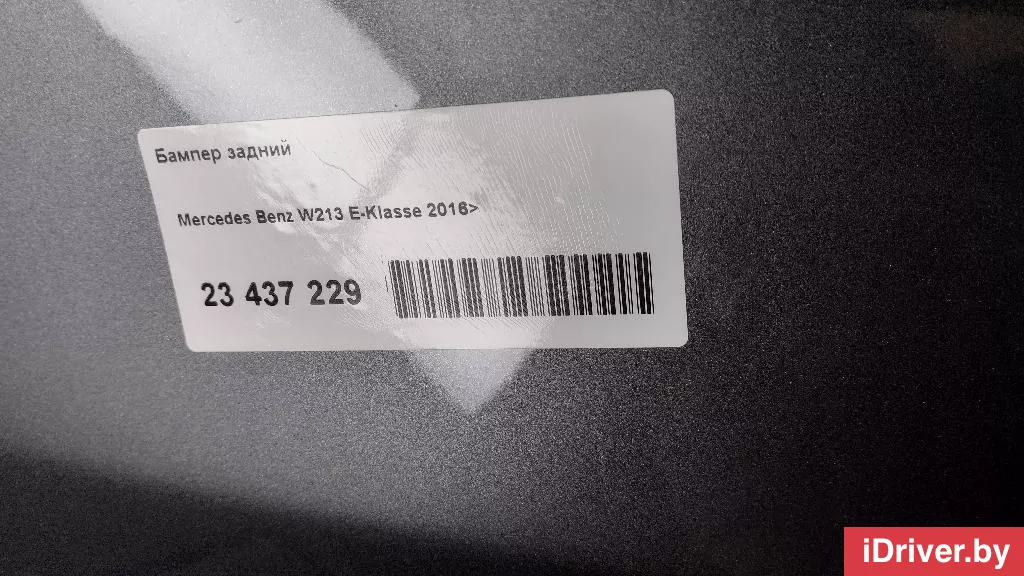 Бампер задний
Mercedes Benz W213 E-Klasse 2016>
23 437 229
iDriver.by